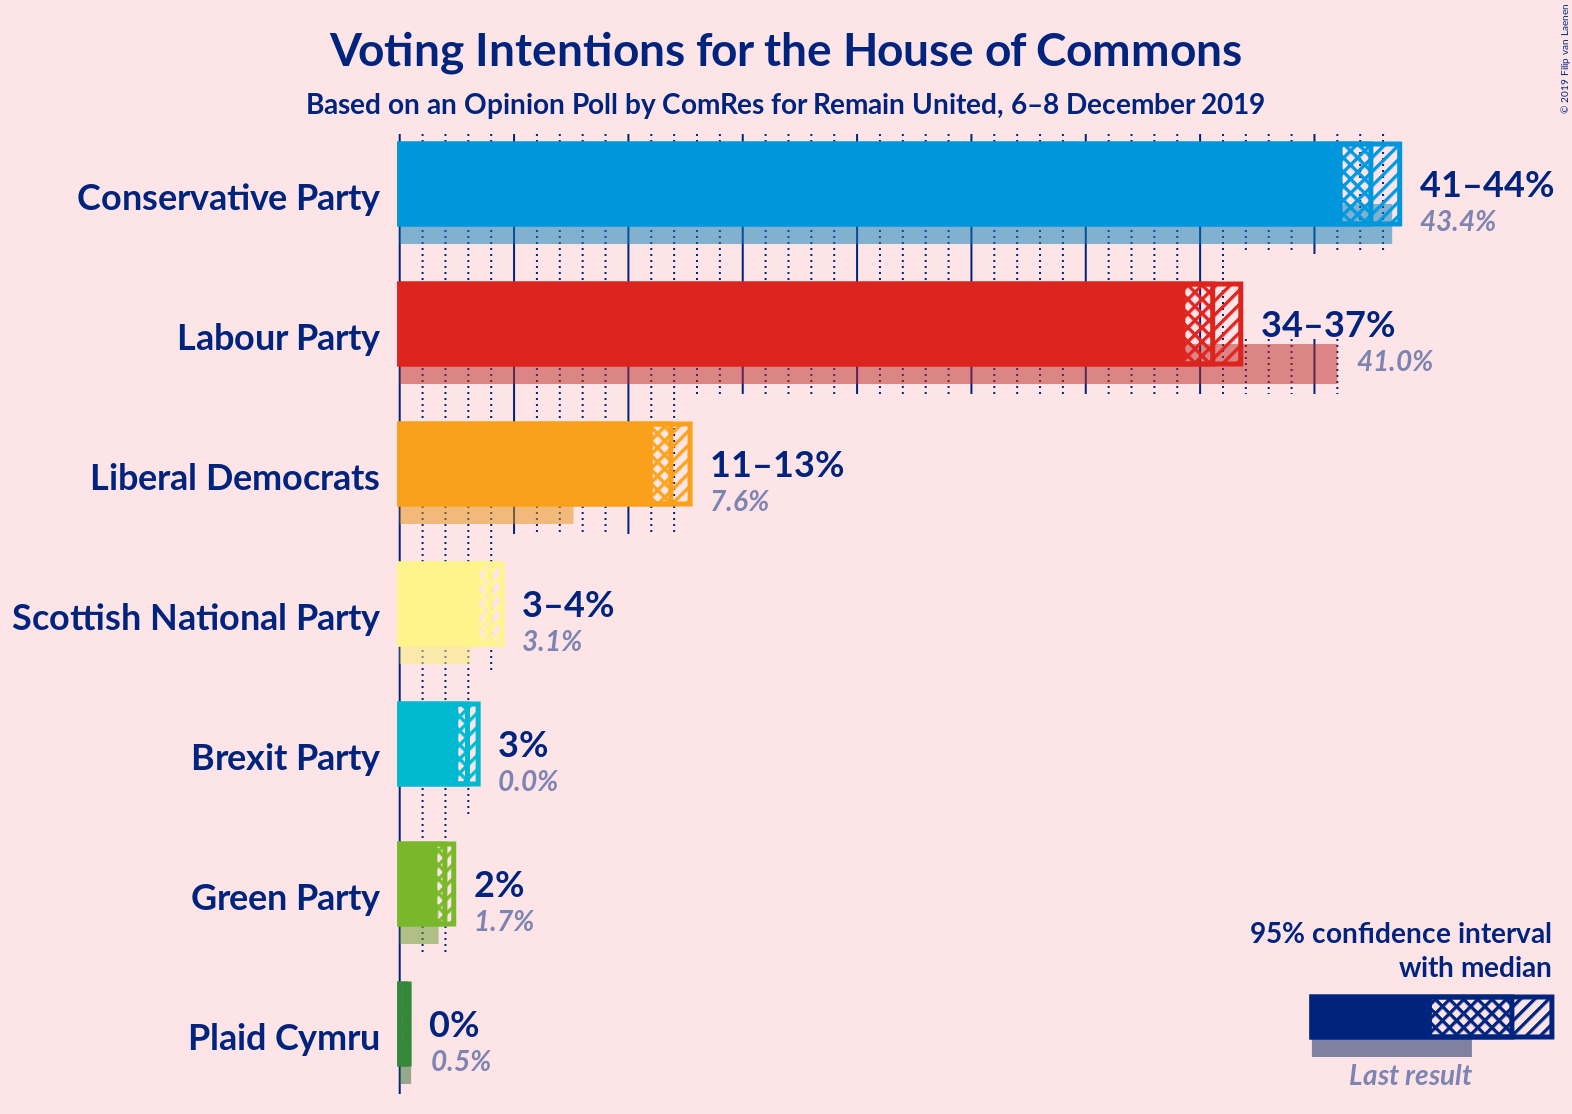 Voting Intentions for the House of Commons
Based on an Opinion Poll by ComRes for Remain United, 6–8 December 2019
© 2019 Filip van Laenen
Conservative Party
41–44%
43.4%
Labour Party
34–37%
41.0%
Liberal Democrats
11–13%
7.6%
Scottish National Party
3–4%
3.1%
Brexit Party
3%
0.0%
Green Party
2%
1.7%
Plaid Cymru
0%
0.5%
95% confidence interval
with median
Last result